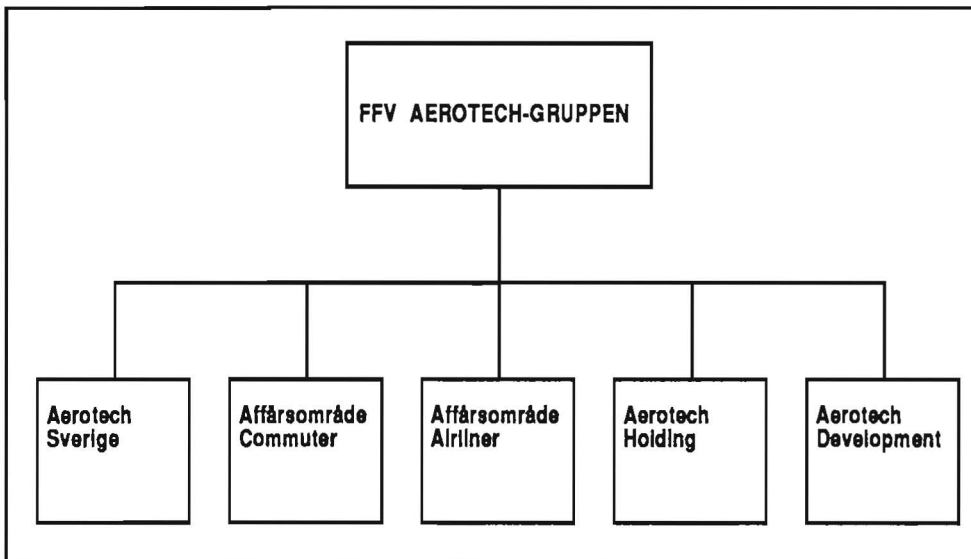 FFV AEROTECH-GRUPPEN
Aerotech
Sverige
Affärsområde
Commuter
Affärsområde
Airliner
Aerotech
Holding
Aerotech
Development